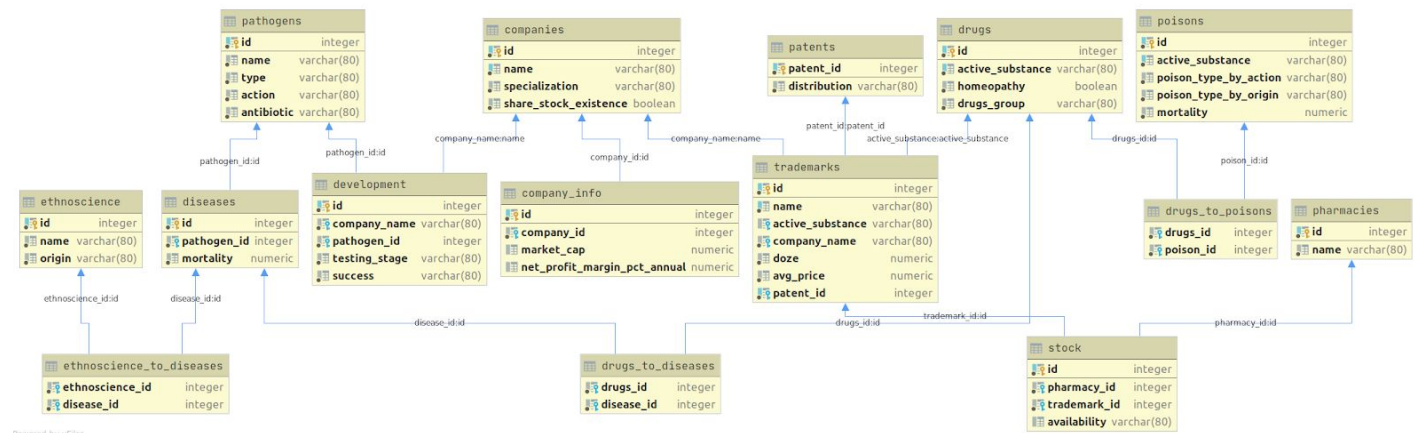 pathogens
id integer
name varchar(80)
type varchar(80)
action varchar(80)
antibiotic varchar(80)
companies
id integer
name varchar(80)
specialization varchar(80)
share_stock_existence boolean
patents
patent_id integer
distribution varchar(80)
drugs
id integer
active_substance varchar(80)
homeopathy boolean
drugs_group varchar(80)
poisons
id integer
active_substance varchar(80)
poison_type_by_action varchar(80)
poison_type_by_origin varchar(80)
mortality numeric
pathogen_id:id
pathogen_id:id
company_name:name
company_id:id
company_name:name
patent_id:patent_id
active_substance:active_substance
drugs_id:id
poison_id:id
ethnoscience
id integer
name varchar(80)
origin varchar(80)
diseases
id integer
pathogen_id integer
mortality numeric
development
id integer
company_name varchar(80)
pathogen_id integer
testing_stage varchar(80)
success varchar(80)
company_info
id integer
company_id integer
market_cap numeric
net_profit_margin_pct_annual numeric
trademarks
id integer
name varchar(80)
active_substance varchar(80)
company_name varchar(80)
doze numeric
avg_price numeric
patent_id integer
drugs_to_poisons
drugs_id integer
poison_id integer
pharmacies
id integer
name varchar(80)
ethnoscience_id:id
disease_id:id
disease_id:id
drugs_id:id
trademark_id:id
pharmacy_id:id
ethnoscience_to_diseases
ethnoscience_id integer
disease_id integer
drugs_to_diseases
drugs_id integer
disease_id integer
stock
id integer
pharmacy_id integer
trademark_id integer
availability varchar(80)